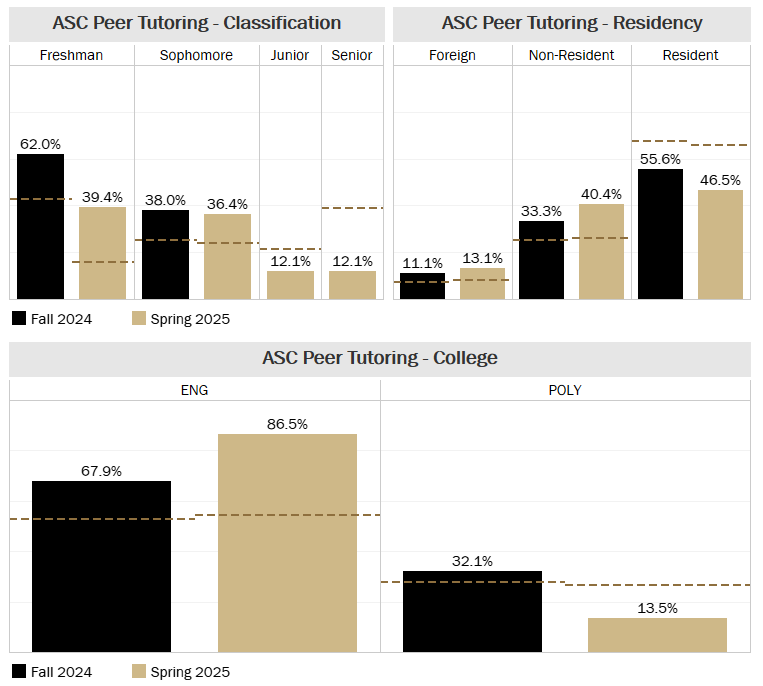 ASC Peer Tutoring - Classification
Freshman
Sophomore
Junior
Senior
62.0%
39.4%
38.0%
36.4%
12.1%
12.1%
Fall 2024
Spring 2025
ASC Peer Tutoring - Residency
Foreign
Non-Resident
Resident
11.1%
13.1%
33.3%
40.4%
55.6%
46.5%
ASC Peer Tutoring - College
ENG
POLY
67.9%
86.5%
32.1%
13.5%
Fall 2024
Spring 2025